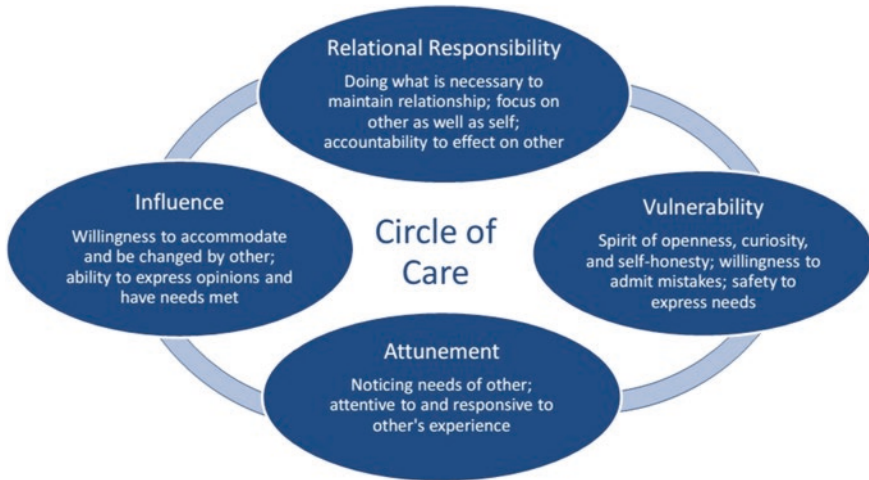 Relational Responsibility
Doing what is necessary to
maintain relationship; focus on
other as well as self;
accountability to effect on other
Influence
Willingness to accommodate
and be changed by other;
ability to express opinions and
have needs met
Circle of
Care
Vulnerability
Spirit of openness, curiosity,
and self-honesty; willingness to
admit mistakes; safety to
express needs
Attunement
Noticing needs of other;
attentive to and responsive to
other's experience